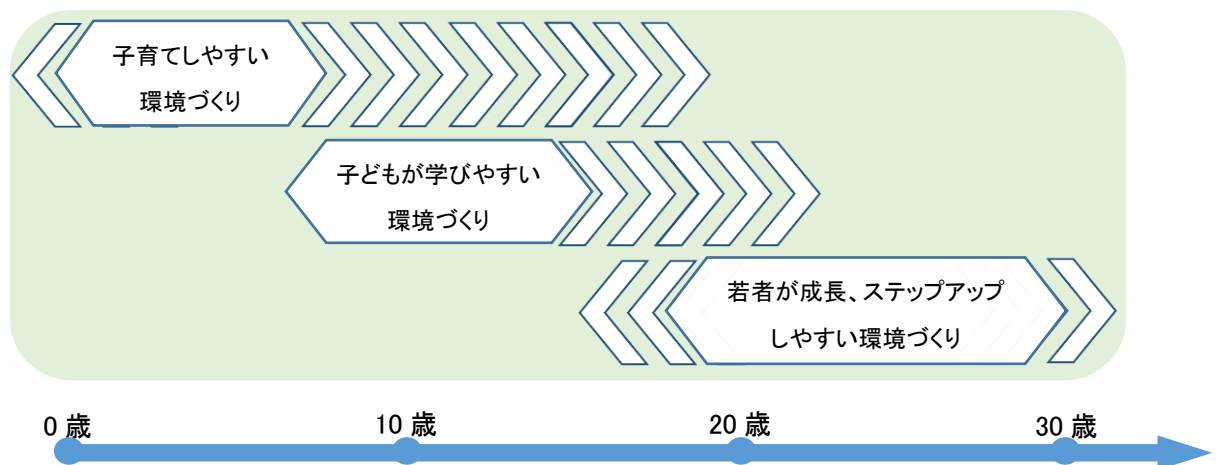 子育てしやすい
環境づくり
子どもが学びやすい
環境づくり
若者が成長、ステップアップ
しやすい環境づくり
0 歳
10 歳
20 歳
30 歳